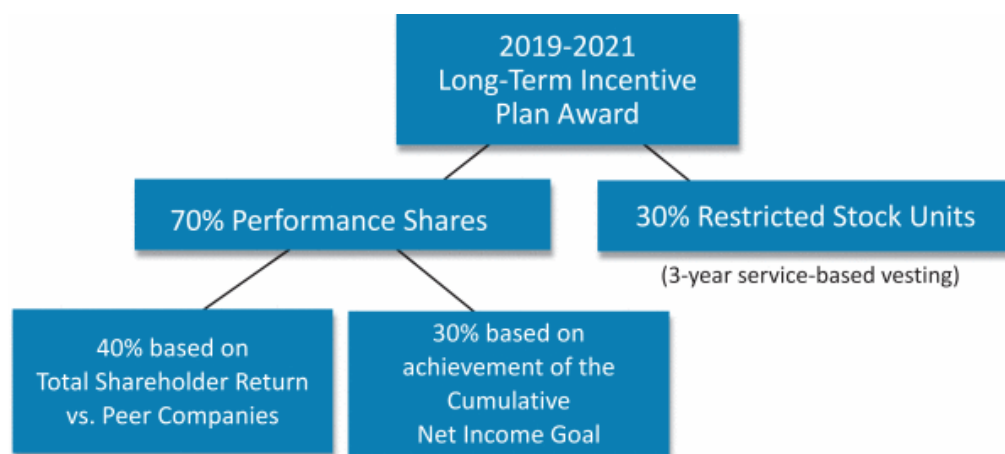 2019-2021
Long-Term Incentive
Plan Award
70% Performance Shares
30% Restricted Stock Units
(3-year service-based vesting)
40% based on
Total Shareholder Return
vs. Peer Companies
30% based on
achievement of the
Cumulative
Net Income Goal